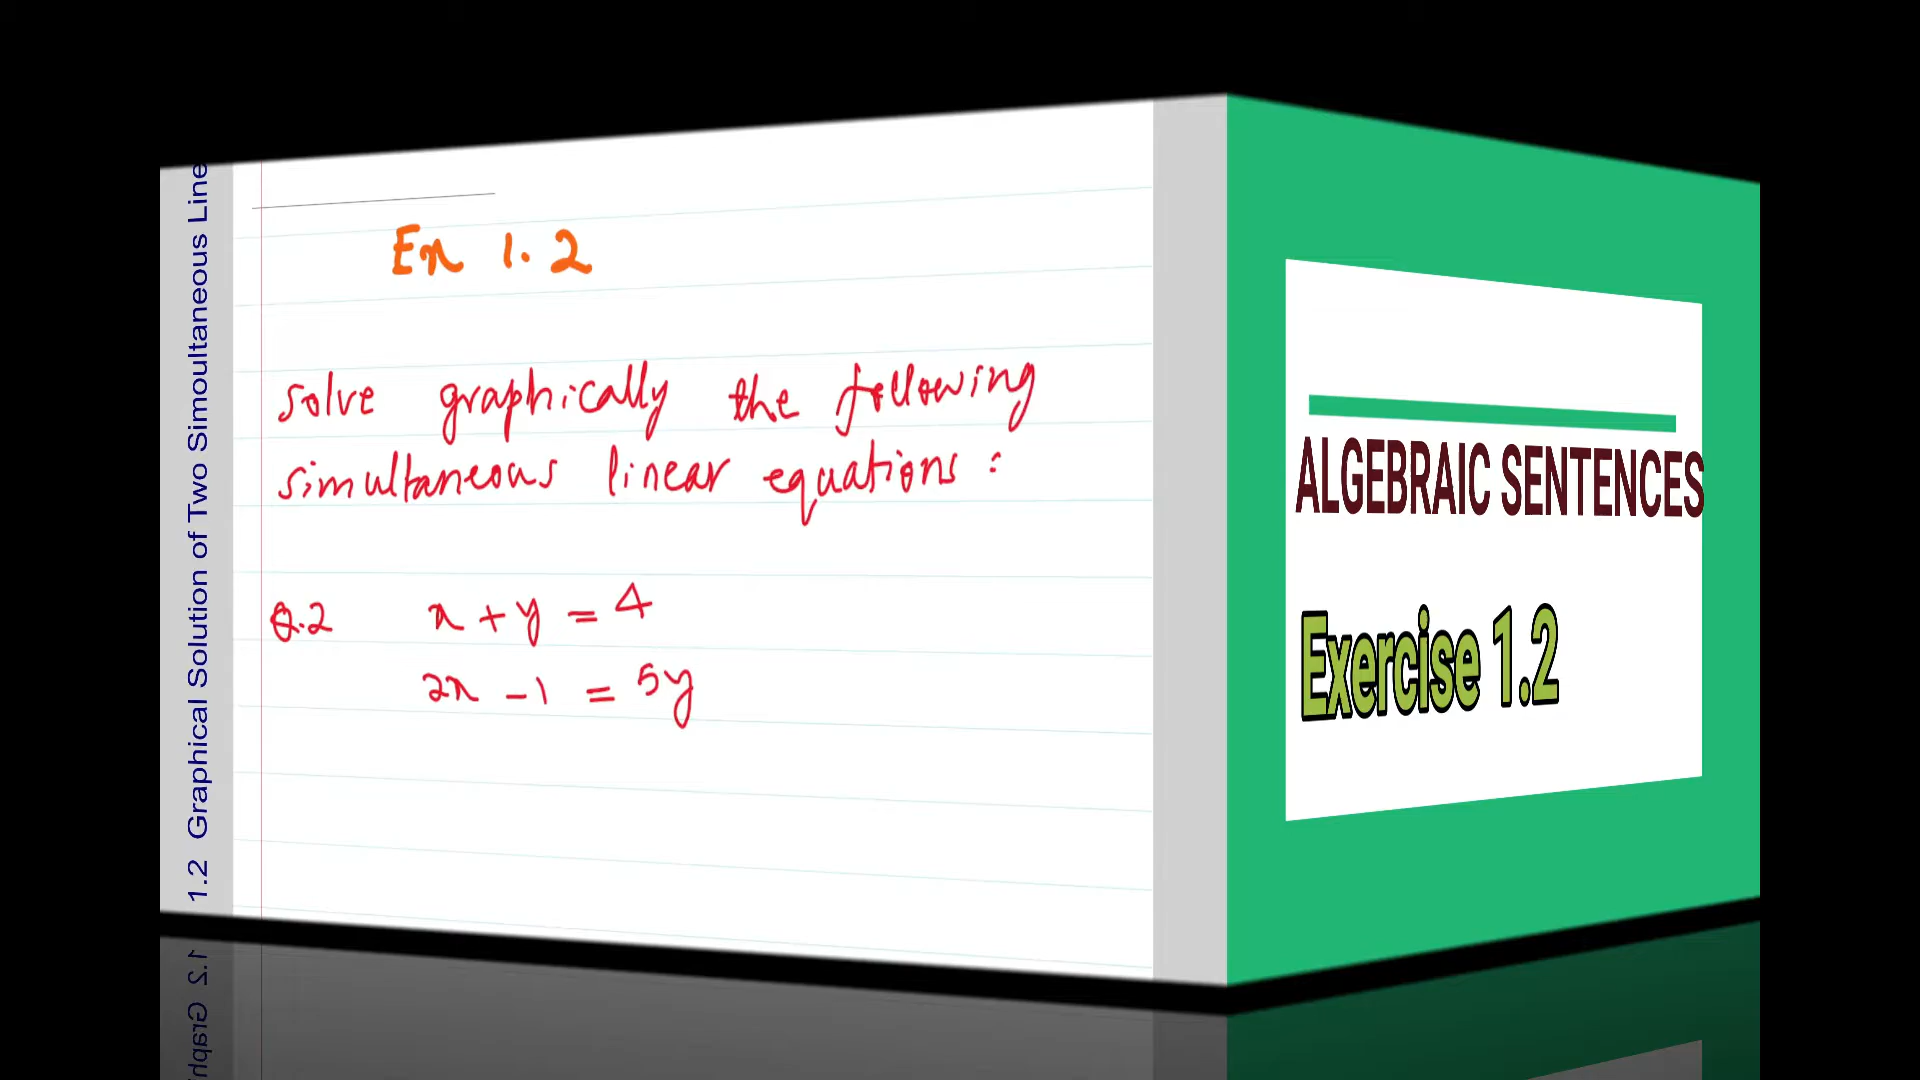 1.2 Graphical Solution of Two Simoultaneous Line
Ex 1.2
Solve graphically the following
simultaneous linear equations :
Q.2 x + y = 4
2x - 1 = 5y
ALGEBRAIC SENTENCES
Exercise 1.2